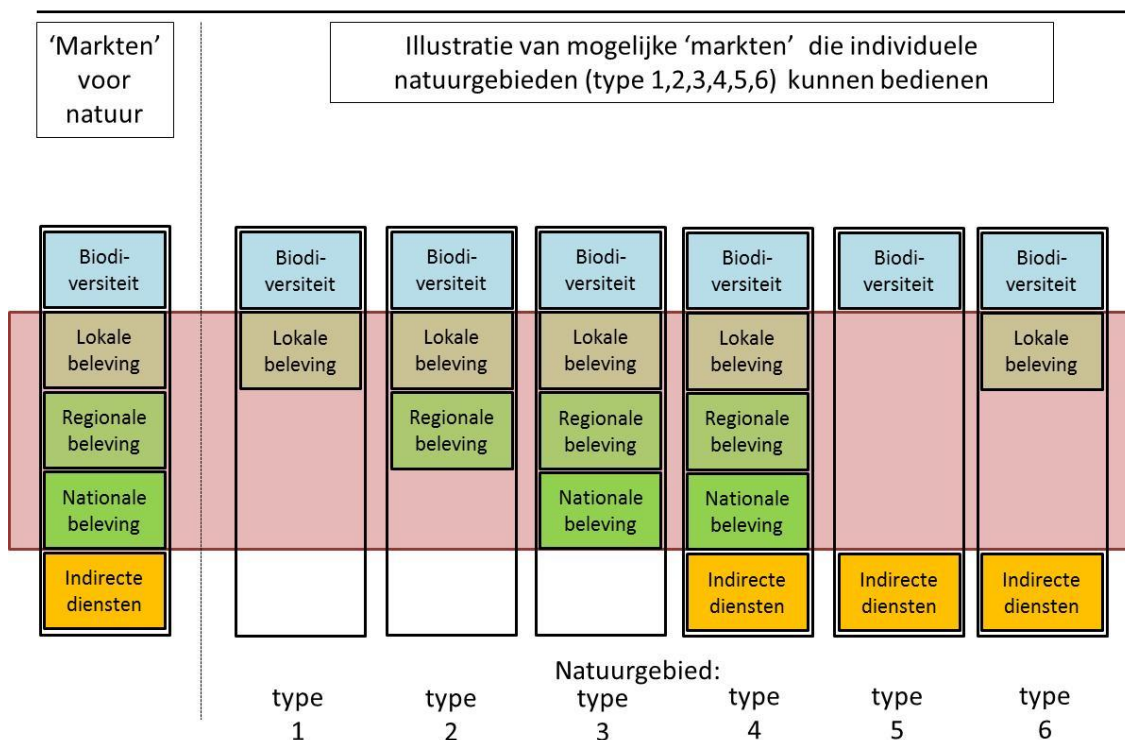 ‘Markten’
voor
natuur
Illustratie van mogelijke ‘markten’ die individuele
natuurgebieden (type 1,2,3,4,5,6) kunnen bedienen
Biodi-
versiteit
Lokale
beleving
Regionale
beleving
Nationale
beleving
Indirecte
diensten
Biodi-
versiteit
Lokale
beleving
Biodi-
versiteit
Lokale
beleving
Regionale
beleving
Biodi-
versiteit
Lokale
beleving
Regionale
beleving
Nationale
beleving
Biodi-
versiteit
Lokale
beleving
Regionale
beleving
Nationale
beleving
Indirecte
diensten
Biodi-
versiteit
Indirecte
diensten
Biodi-
versiteit
Lokale
beleving
Indirecte
diensten
Natuurgebied:
type
1
type
2
type
3
type
4
type
5
type
6